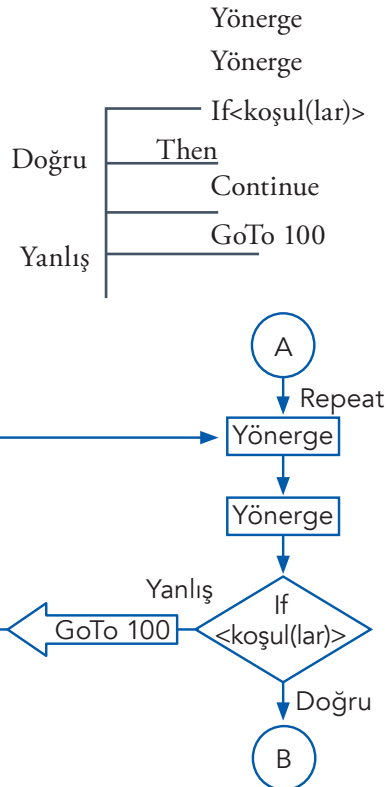 Yönerge
Yönerge
If<koşul(lar)>
Doğru Then
Continue
GoTo 100
Yanlış
A
Repeat
Yönerge
Yönerge
Yanlış
If
<koşul(lar)>
GoTo 100
Doğru
B